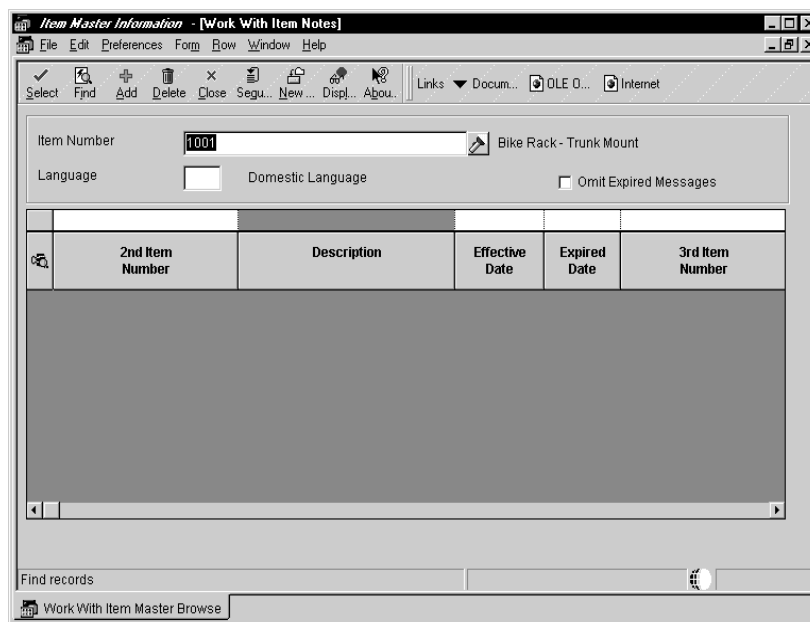 Item Master Information - [Work With Item Notes]
File Edit Preferences Form Row Window Help
Select Find Add Delete Close Sequ... New ... Displ... Abou.. Links Docum... OLE O... Internet
Item Number 1001 Bike Rack - Trunk Mount
Language Domestic Language Omit Expired Messages
2nd Item Number Description Effective Date Expired Date 3rd Item Number
Find records
Work With Item Master Browse